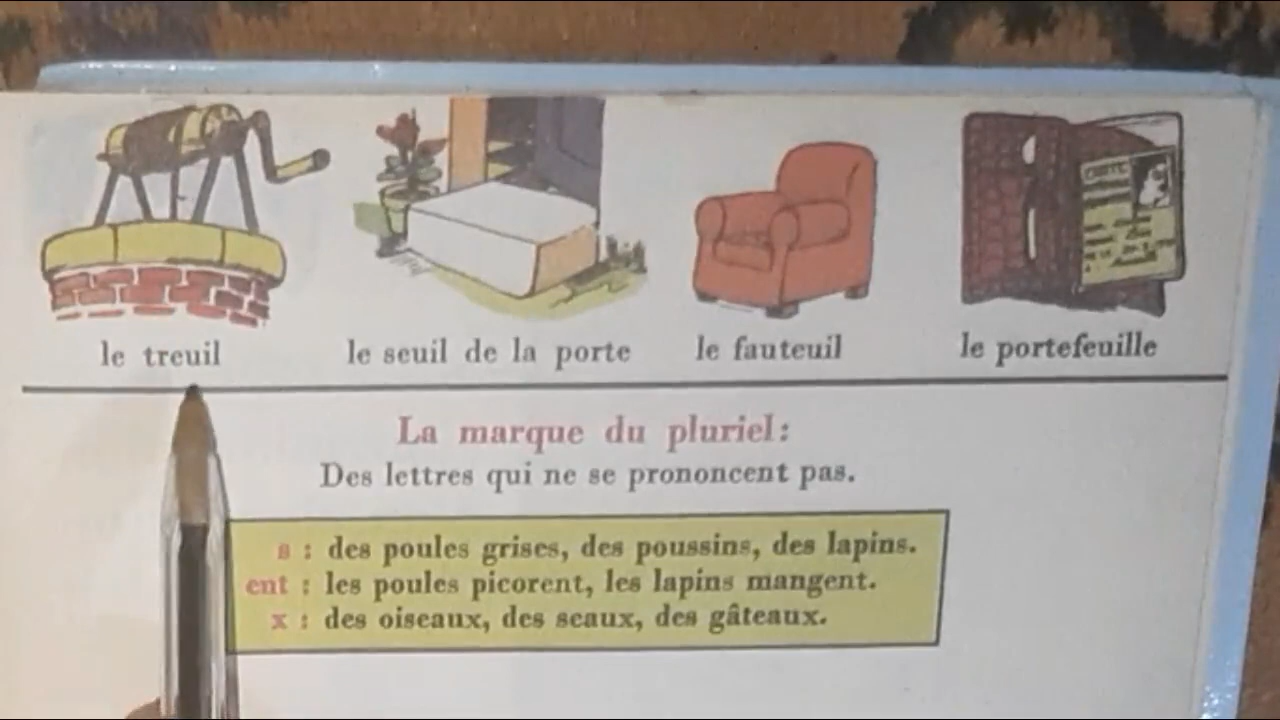 le treuil le seuil de la porte le fauteuil le portefeuille
La marque du pluriel:
Des lettres qui ne se prononcent pas.
s : des poules grises, des poussins, des lapins.
ent : les poules picorent, les lapins mangent.
x : des oiseaux, des seaux, des gâteaux.